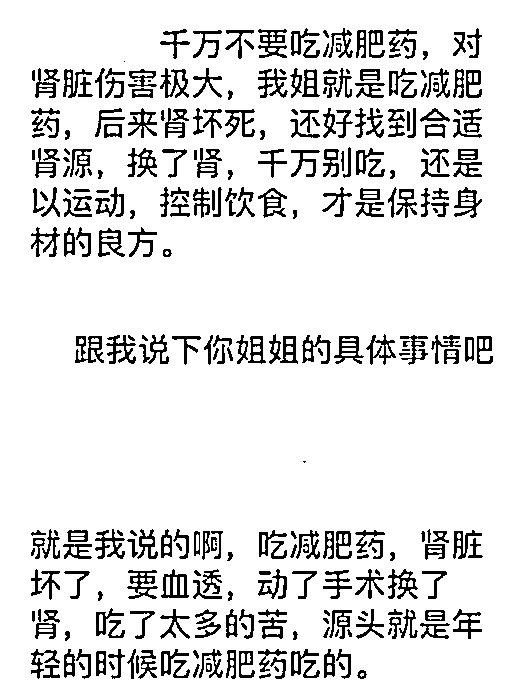 千万不要吃减肥药，对
肾脏伤害极大，我姐就是吃减肥
药，后来肾坏死，还好找到合适
肾源，换了肾，千万别吃，还是
以运动，控制饮食，才是保持身
材的良方。
跟我说下你姐姐的具体事情吧
就是我说的啊，吃减肥药，肾脏
坏了，要血透，动了手术换了
肾，吃了太多的苦，源头就是年
轻的时候吃减肥药吃的。